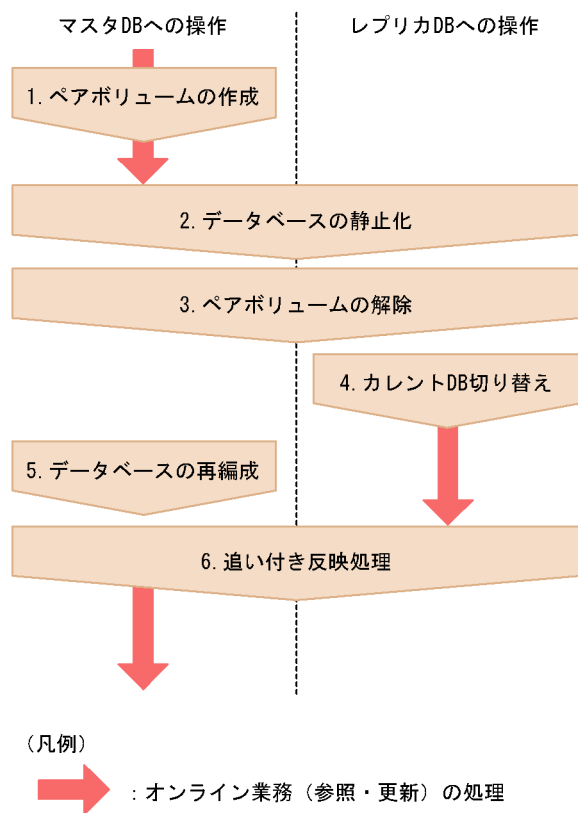 マスタDBへの操作
レプリカDBへの操作
1. ペアボリュームの作成
2. データベースの静止化
3. ペアボリュームの解除
4. カレントDB切り替え
5. データベースの再編成
6. 追い付き反映処理
（凡例）
：オンライン業務（参照・更新）の処理